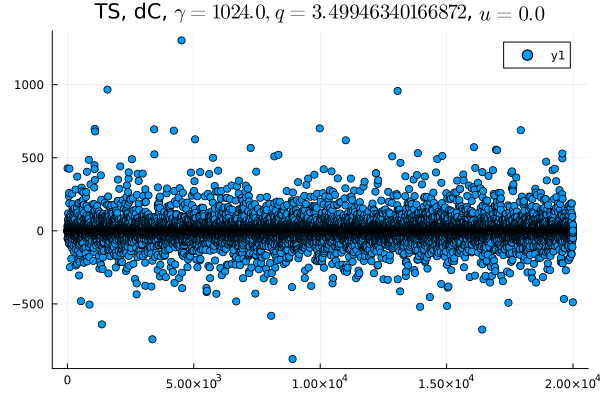 TS, dC, γ = 1024.0, q = 3.49946340166872, u = 0.0
y1
1000
500
0
−500
0 5.00×10³ 1.00×10⁴ 1.50×10⁴ 2.00×10⁴